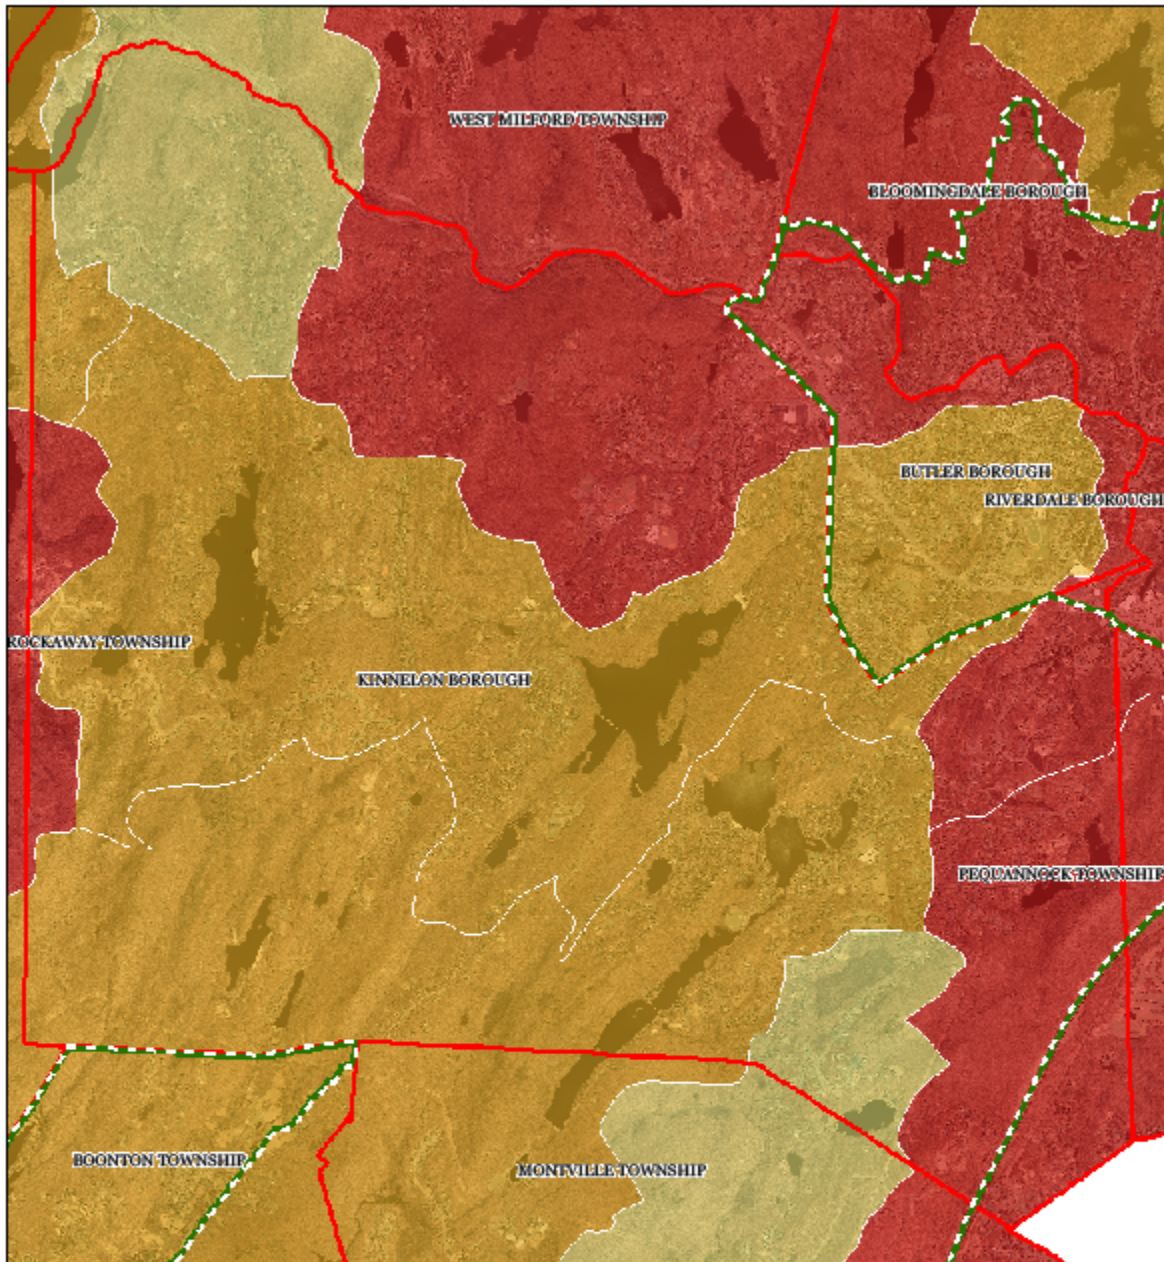 WEST MILFORD TOWNSHIP
BLOOMINGDALE BOROUGH
BUTLER BOROUGH
RIVERDALE BOROUGH
ROCKAWAY TOWNSHIP
KINNELON BOROUGH
PEQUANNOCK TOWNSHIP
BOONTON TOWNSHIP
MONTVILLE TOWNSHIP